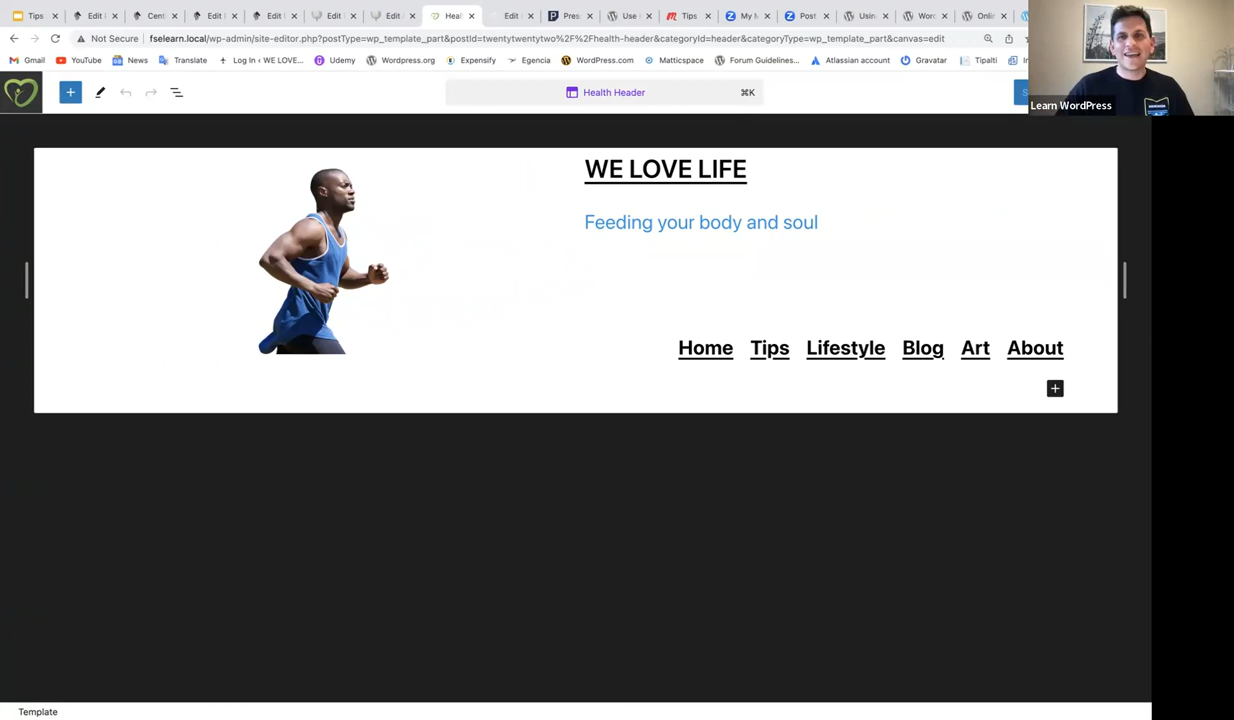 Tips
Edit
Cent
Edit
Edit
Edit
Edit
Heal
Edit
Pres
Use
Tips
My
Post
Using
Word
Onlin
Not Secure
fselearn.local/wp-admin/site-editor.php?postType=wp_template_part&postId=twentytwentytwo%2F%2Fhealth-header&categoryId=header&categoryType=wp_template_part&canvas=edit
Gmail
YouTube
News
Translate
Log In ‹ WE LOVE...
Udemy
Wordpress.org
Expensify
Egencia
WordPress.com
Matticspace
Forum Guidelines...
Atlassian account
Gravatar
Tipalti
Health Header
⌘K
Learn WordPress
WE LOVE LIFE
Feeding your body and soul
Home Tips Lifestyle Blog Art About
Template